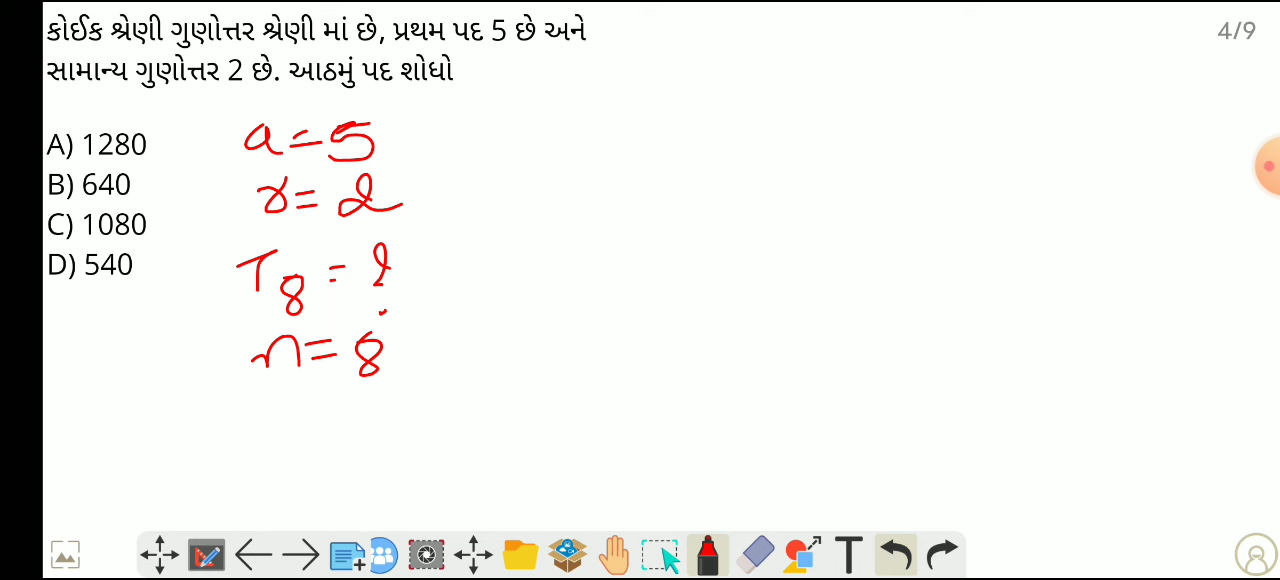 કોઈક શ્રેણી ગુણોત્તર શ્રેણી માં છે, પ્રથમ પદ 5 છે અને
સામાન્ય ગુણોત્તર 2 છે. આઠમું પદ શોધો
4/9
A) 1280
B) 640
C) 1080
D) 540
a = 5
r = 2
T8 = ?
n = 8
T